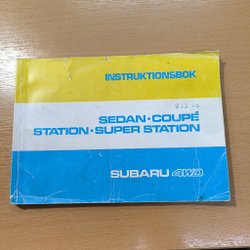 INSTRUKTIONSBOK
SEDAN·COUPÉ
STATION·SUPER STATION
SUBARU 4WD